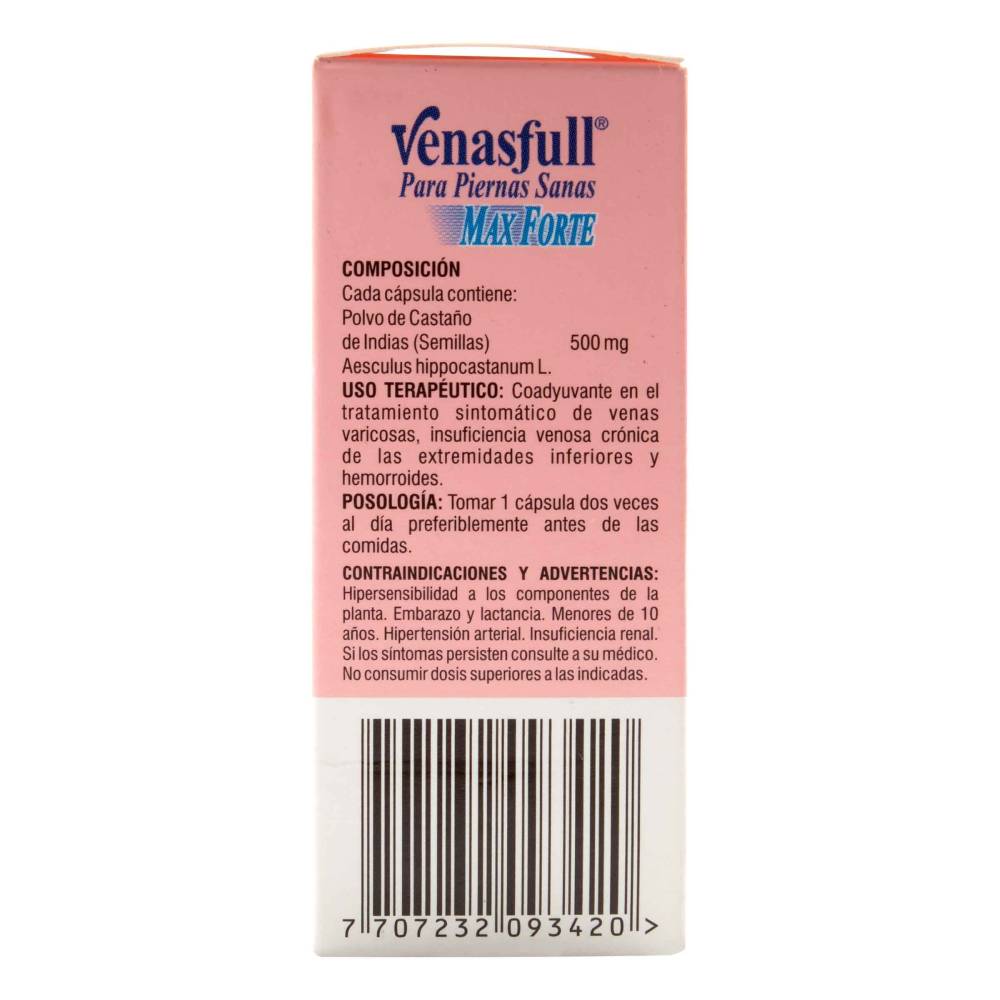 Venasfull®
Para Piernas Sanas
MAX FORTE
COMPOSICIÓN
Cada cápsula contiene:
Polvo de Castaño
de Indias (Semillas) 500 mg
Aesculus hippocastanum L.
USO TERAPÉUTICO: Coadyuvante en el
tratamiento sintomático de venas
varicosas, insuficiencia venosa crónica
de las extremidades inferiores y
hemorroides.
POSOLOGÍA: Tomar 1 cápsula dos veces
al día preferiblemente antes de las
comidas.
CONTRAINDICACIONES Y ADVERTENCIAS:
Hipersensibilidad a los componentes de la
planta. Embarazo y lactancia. Menores de 10
años. Hipertensión arterial. Insuficiencia renal.
Si los síntomas persisten consulte a su médico.
No consumir dosis superiores a las indicadas.
7 707232 093420 >